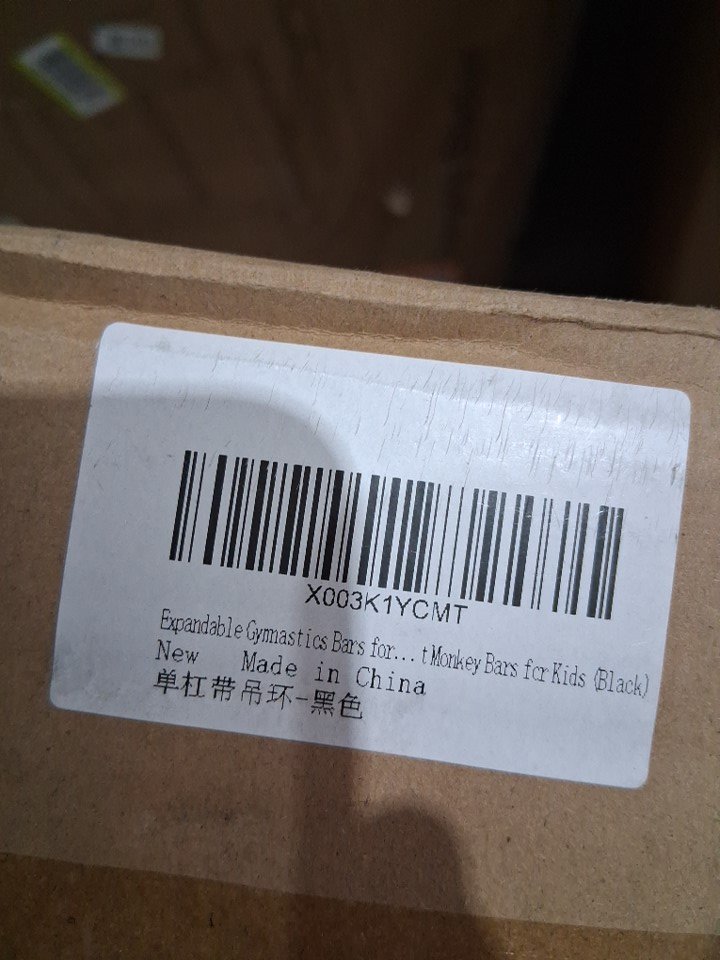 X003K1YCMT
Expandable Gymnastics Bars for...t Monkey Bars for Kids (Black)
New Made in China
单杠带吊环-黑色